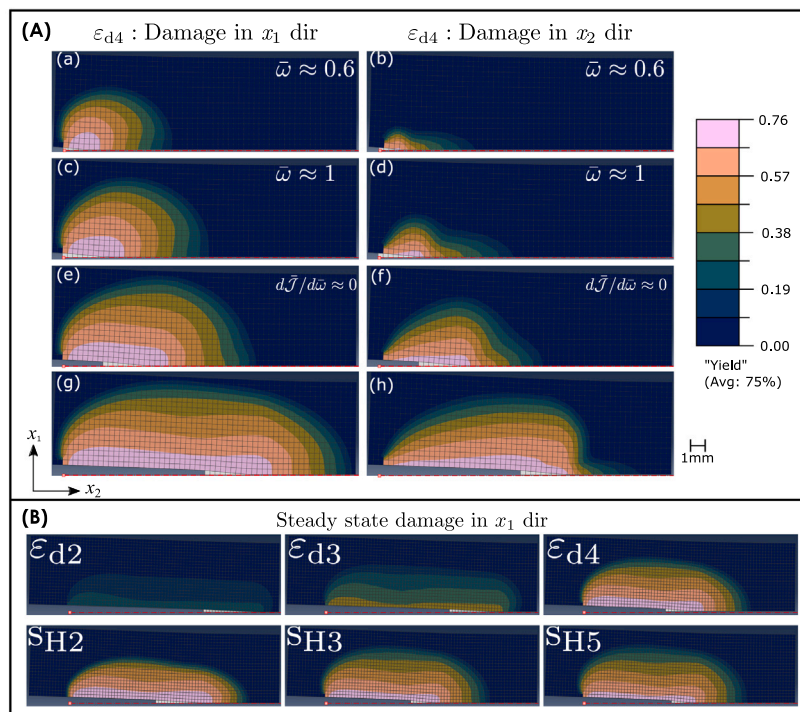 (A) ε_d4 : Damage in x_1 dir ε_d4 : Damage in x_2 dir
(a) ω̄ ≈ 0.6 (b) ω̄ ≈ 0.6
(c) ω̄ ≈ 1 (d) ω̄ ≈ 1
(e) d𝒥̄/dω̄ ≈ 0 (f) d𝒥̄/dω̄ ≈ 0
(g) (h)
0.76
0.57
0.38
0.19
0.00
"Yield"
(Avg: 75%)
1mm
x_1
x_2
(B) Steady state damage in x_1 dir
ε_d2 ε_d3 ε_d4
s_H2 s_H3 s_H5